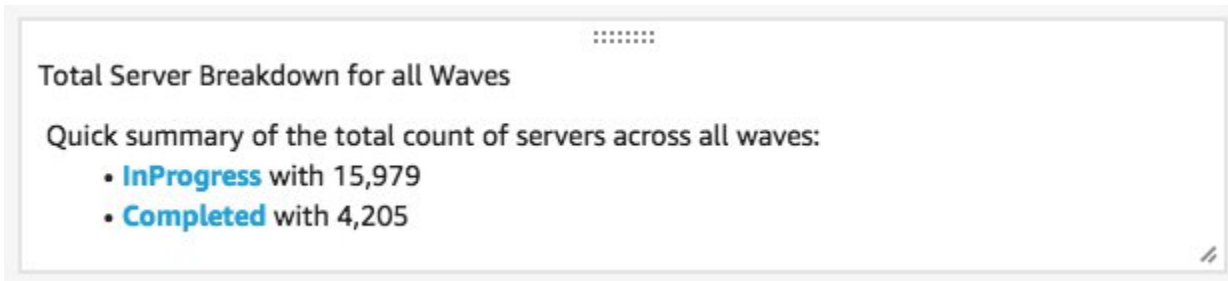 Total Server Breakdown for all Waves
Quick summary of the total count of servers across all waves:
• InProgress with 15,979
• Completed with 4,205